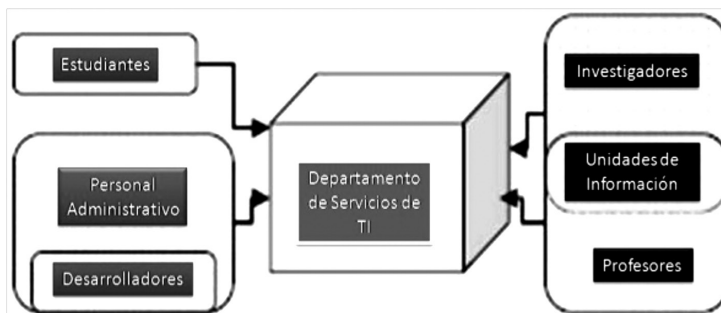 Estudiantes
Personal
Administrativo
Desarrolladores
Departamento
de Servicios de
TI
Investigadores
Unidades de
Información
Profesores